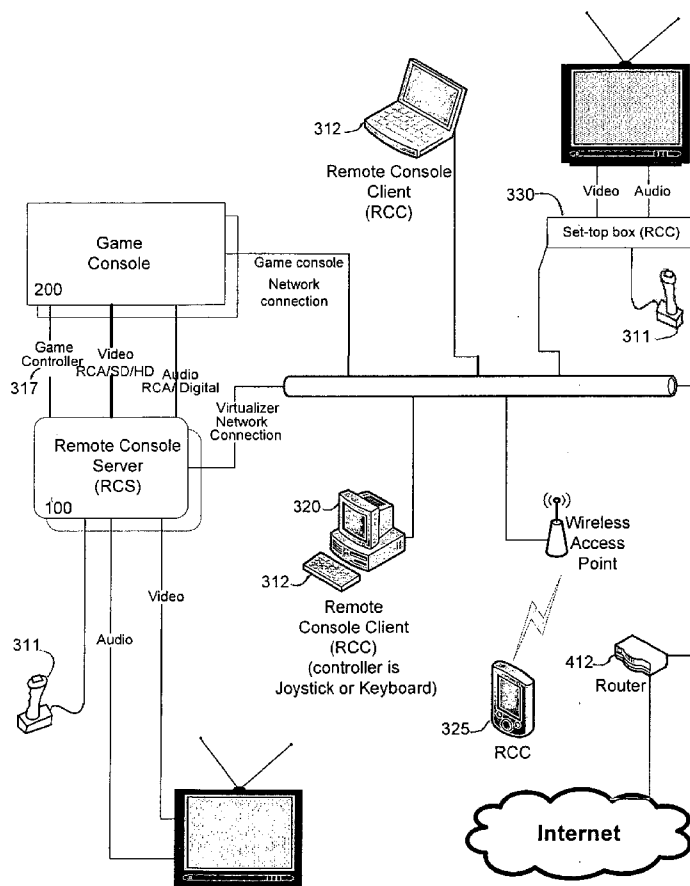 312
Remote Console
Client
(RCC)
Video
Audio
330
Set-top box (RCC)
311
Game
Console
200
Game console
Network
connection
Game
Controller
317
Video
RCA/SD/HD
Audio
RCA/Digital
Virtualizer
Network
Connection
Remote Console
Server
(RCS)
100
320
312
Remote
Console Client
(RCC)
(controller is
Joystick or Keyboard)
Wireless
Access
Point
Video
Audio
311
325
RCC
412
Router
Internet